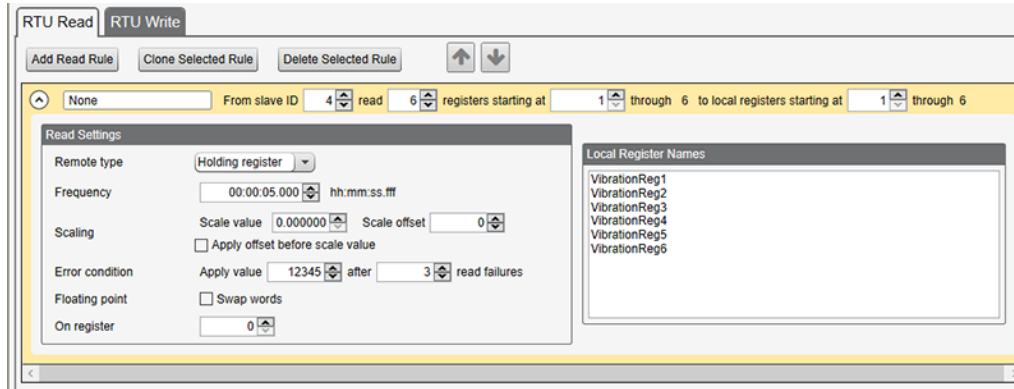 RTU Read RTU Write
Add Read Rule Clone Selected Rule Delete Selected Rule
None From slave ID 4 read 6 registers starting at 1 through 6 to local registers starting at 1 through 6
Read Settings
Remote type Holding register
Frequency 00:00:05.000 hh:mm:ss.fff
Scaling Scale value 0.000000 Scale offset 0
Apply offset before scale value
Error condition Apply value 12345 after 3 read failures
Floating point Swap words
On register 0
Local Register Names
VibrationReg1
VibrationReg2
VibrationReg3
VibrationReg4
VibrationReg5
VibrationReg6